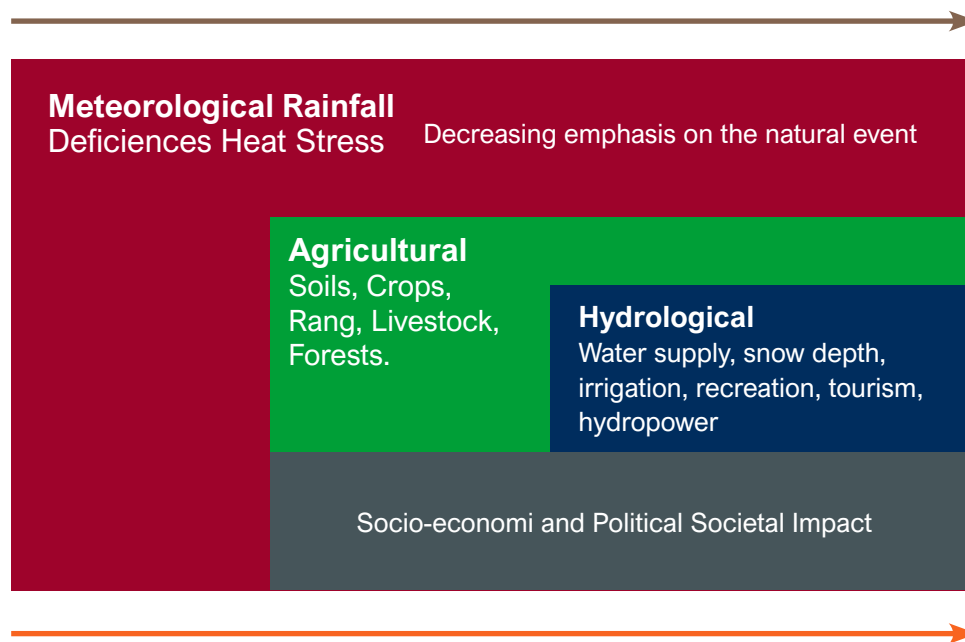 Meteorological Rainfall
Deficiences Heat Stress
Decreasing emphasis on the natural event
Agricultural
Soils, Crops,
Rang, Livestock,
Forests.
Hydrological
Water supply, snow depth,
irrigation, recreation, tourism,
hydropower
Socio-economi and Political Societal Impact